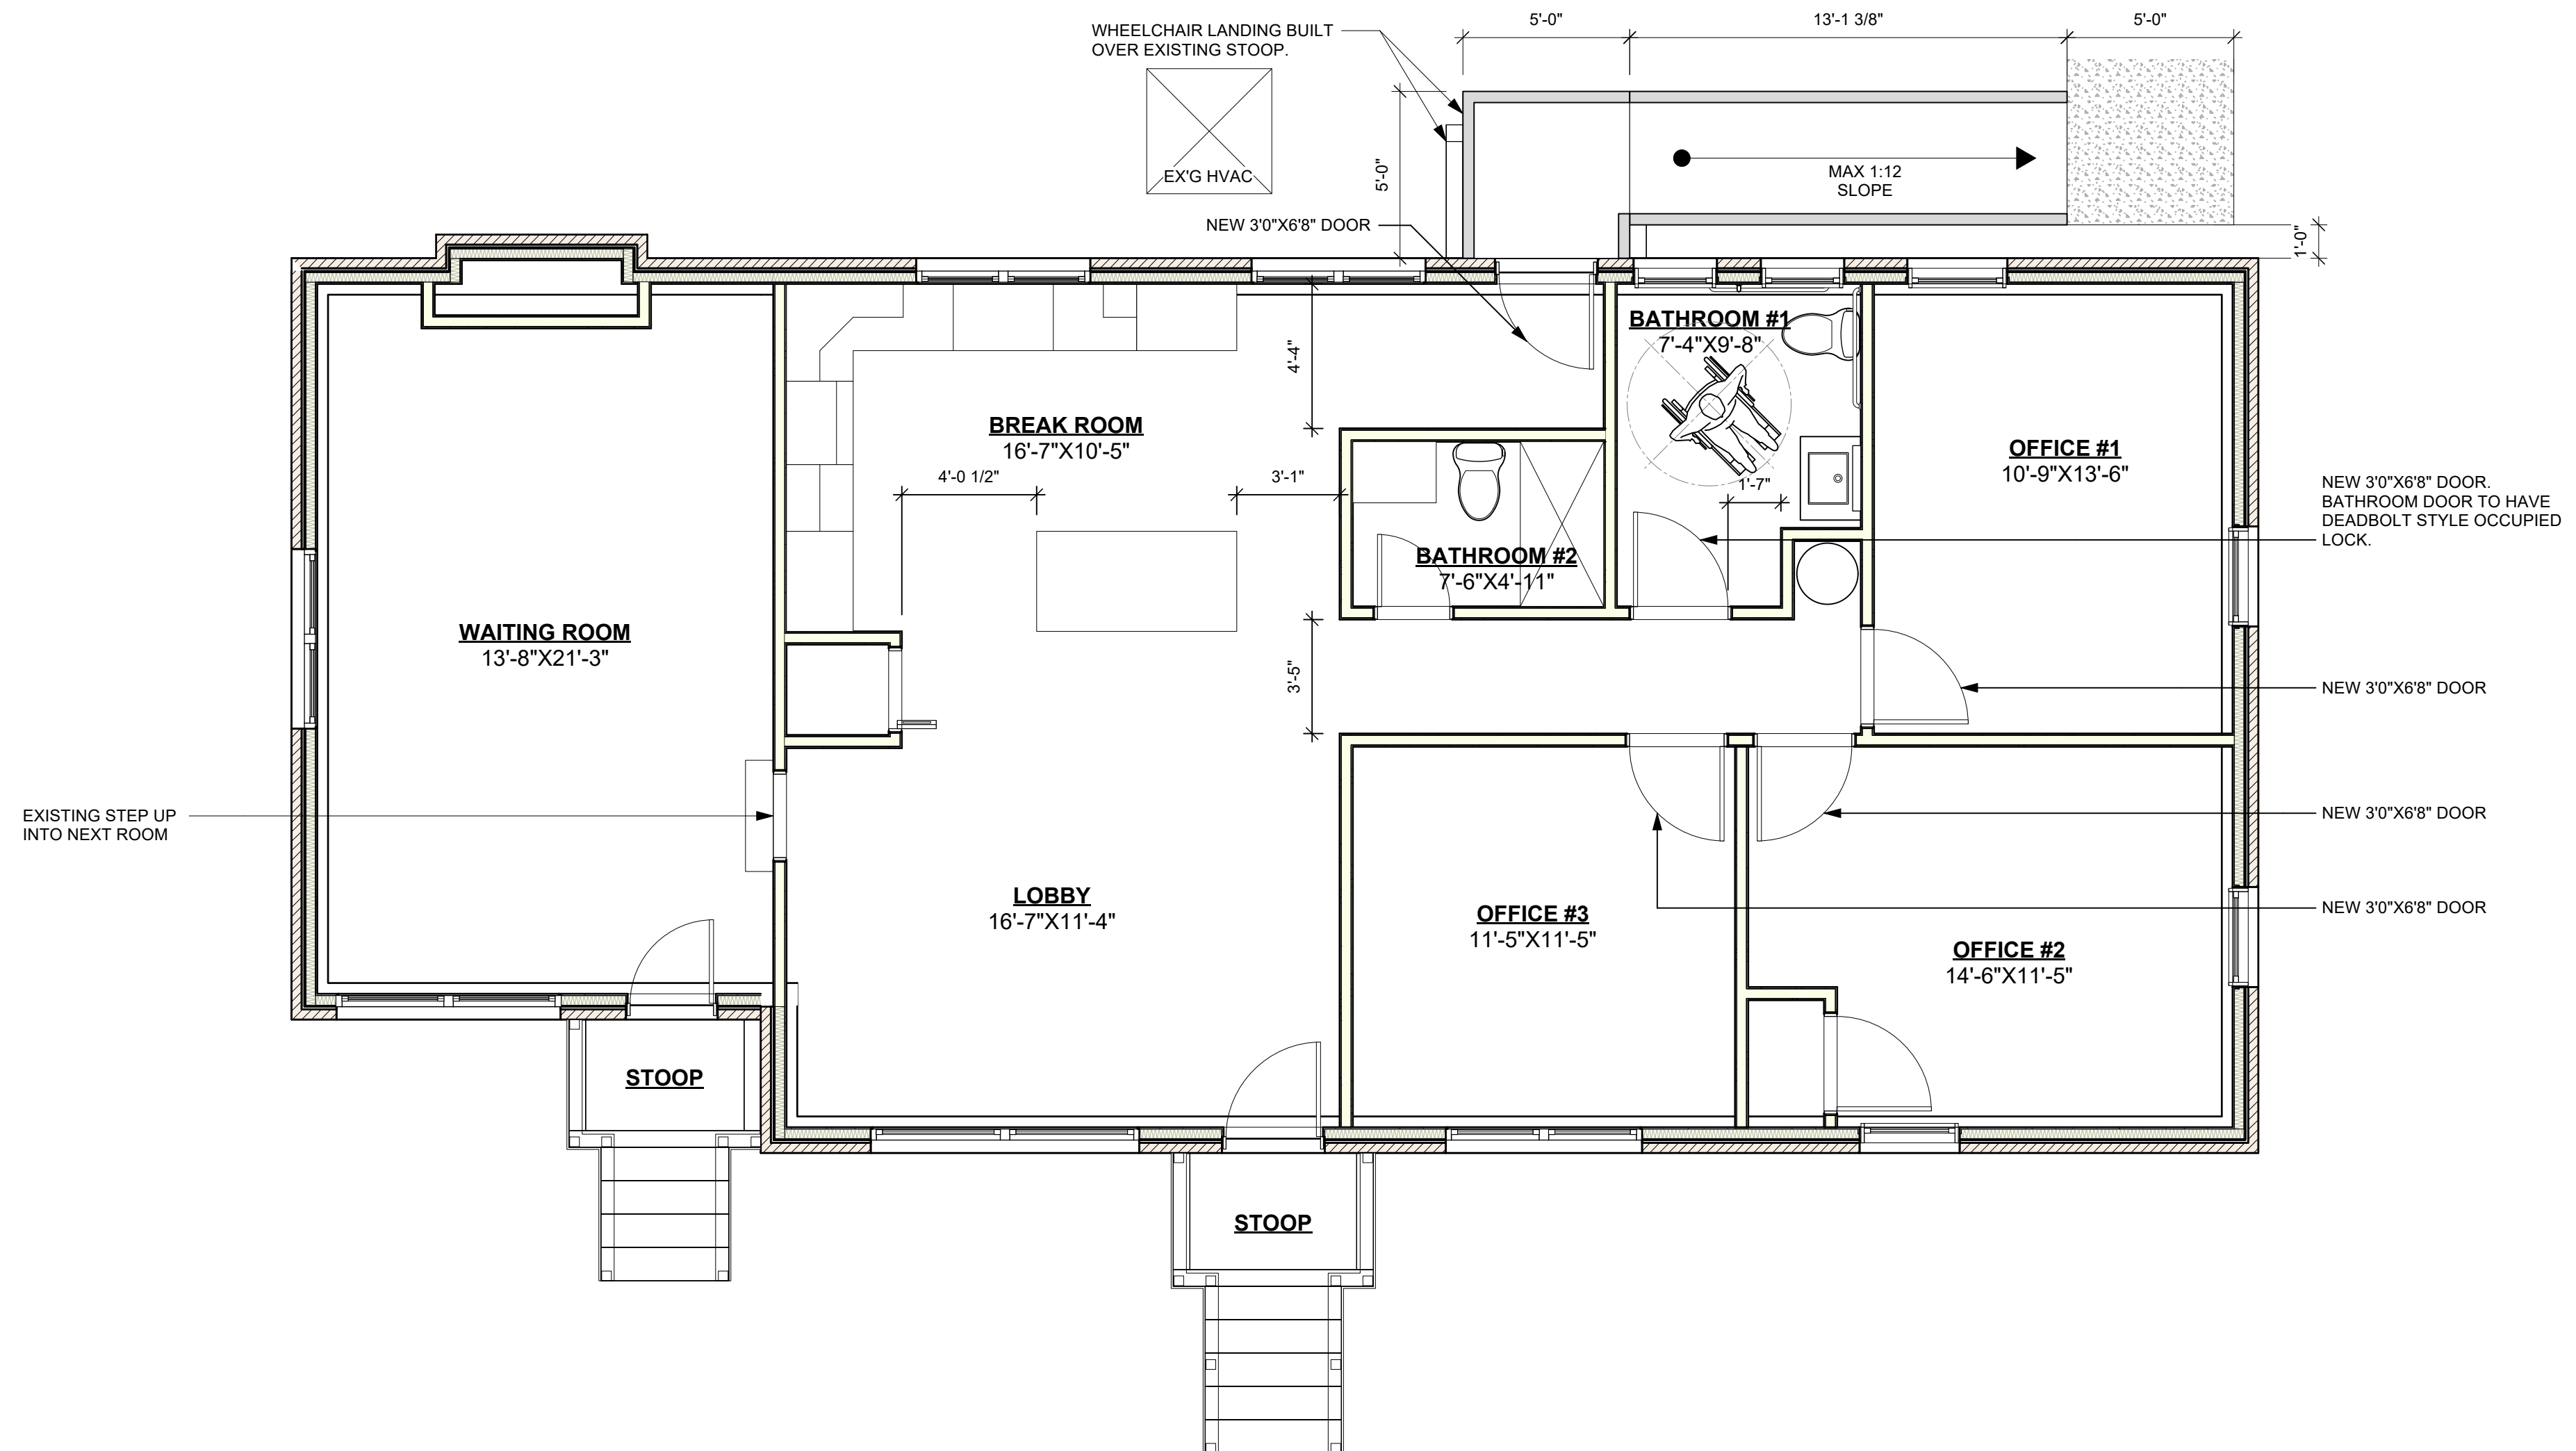 5'-0"
13'-1 3/8"
5'-0"
WHEELCHAIR LANDING BUILT
OVER EXISTING STOOP.
EX'G HVAC
5'-0"
MAX 1:12
SLOPE
NEW 3'0"X6'8" DOOR
1'-0"
BATHROOM #1
7'-4"X9'-8"
4'-4"
BREAK ROOM
16'-7"X10'-5"
4'-0 1/2"
3'-1"
1'-7"
OFFICE #1
10'-9"X13'-6"
NEW 3'0"X6'8" DOOR.
BATHROOM DOOR TO HAVE
DEADBOLT STYLE OCCUPIED
LOCK.
BATHROOM #2
7'-6"X4'-11"
WAITING ROOM
13'-8"X21'-3"
3'-5"
NEW 3'0"X6'8" DOOR
EXISTING STEP UP
INTO NEXT ROOM
NEW 3'0"X6'8" DOOR
LOBBY
16'-7"X11'-4"
OFFICE #3
11'-5"X11'-5"
NEW 3'0"X6'8" DOOR
OFFICE #2
14'-6"X11'-5"
STOOP
STOOP